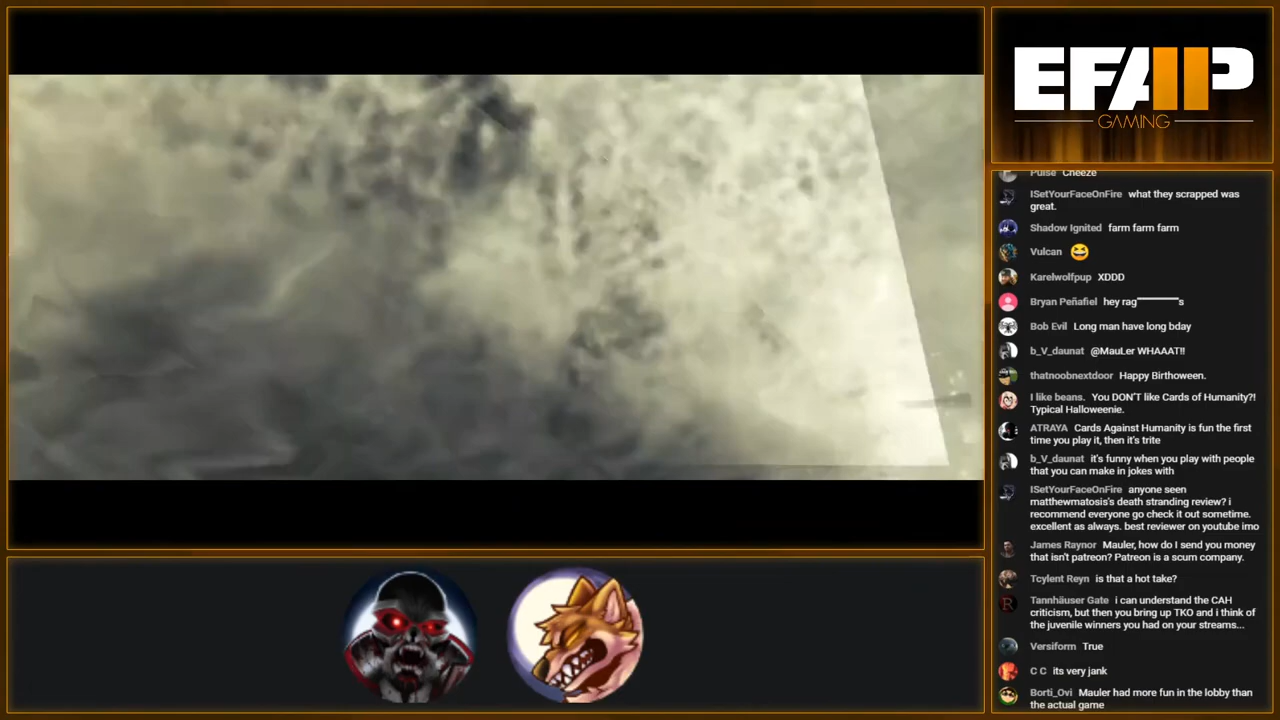 EFAP
GAMING
Pulse Cheeze
ISetYourFaceOnFire what they scrapped was
great.
Shadow Ignited farm farm farm
Vulcan
Karelwolfpup XDDD
Bryan Peñafiel hey rag s
Bob Evil Long man have long bday
b_V_daunat @MauLer WHAAAT!!
thatnoobnextdoor Happy Birthoween.
I like beans. You DON'T like Cards of Humanity?!
Typical Halloweenie.
ATRAYA Cards Against Humanity is fun the first
time you play it, then it's trite
b_V_daunat it's funny when you play with people
that you can make in jokes with
ISetYourFaceOnFire anyone seen
matthewmatosis's death stranding review? i
recommend everyone go check it out sometime.
excellent as always. best reviewer on youtube imo
James Raynor Mauler, how do I send you money
that isn't patreon? Patreon is a scum company.
Tcylent Reyn is that a hot take?
Tannhäuser Gate i can understand the CAH
criticism, but then you bring up TKO and i think of
the juvenile winners you had on your streams...
Versiform True
C C its very jank
Borti_Ovi Mauler had more fun in the lobby than
the actual game